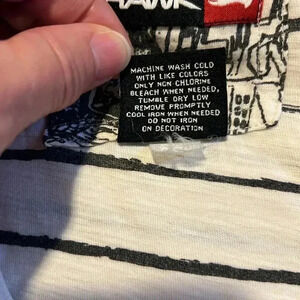 HAWK
MACHINE WASH COLD
WITH LIKE COLORS
ONLY NON CHLORINE
BLEACH WHEN NEEDED,
TUMBLE DRY LOW
REMOVE PROMPTLY
COOL IRON WHEN NEEDED
DO NOT IRON
ON DECORATION